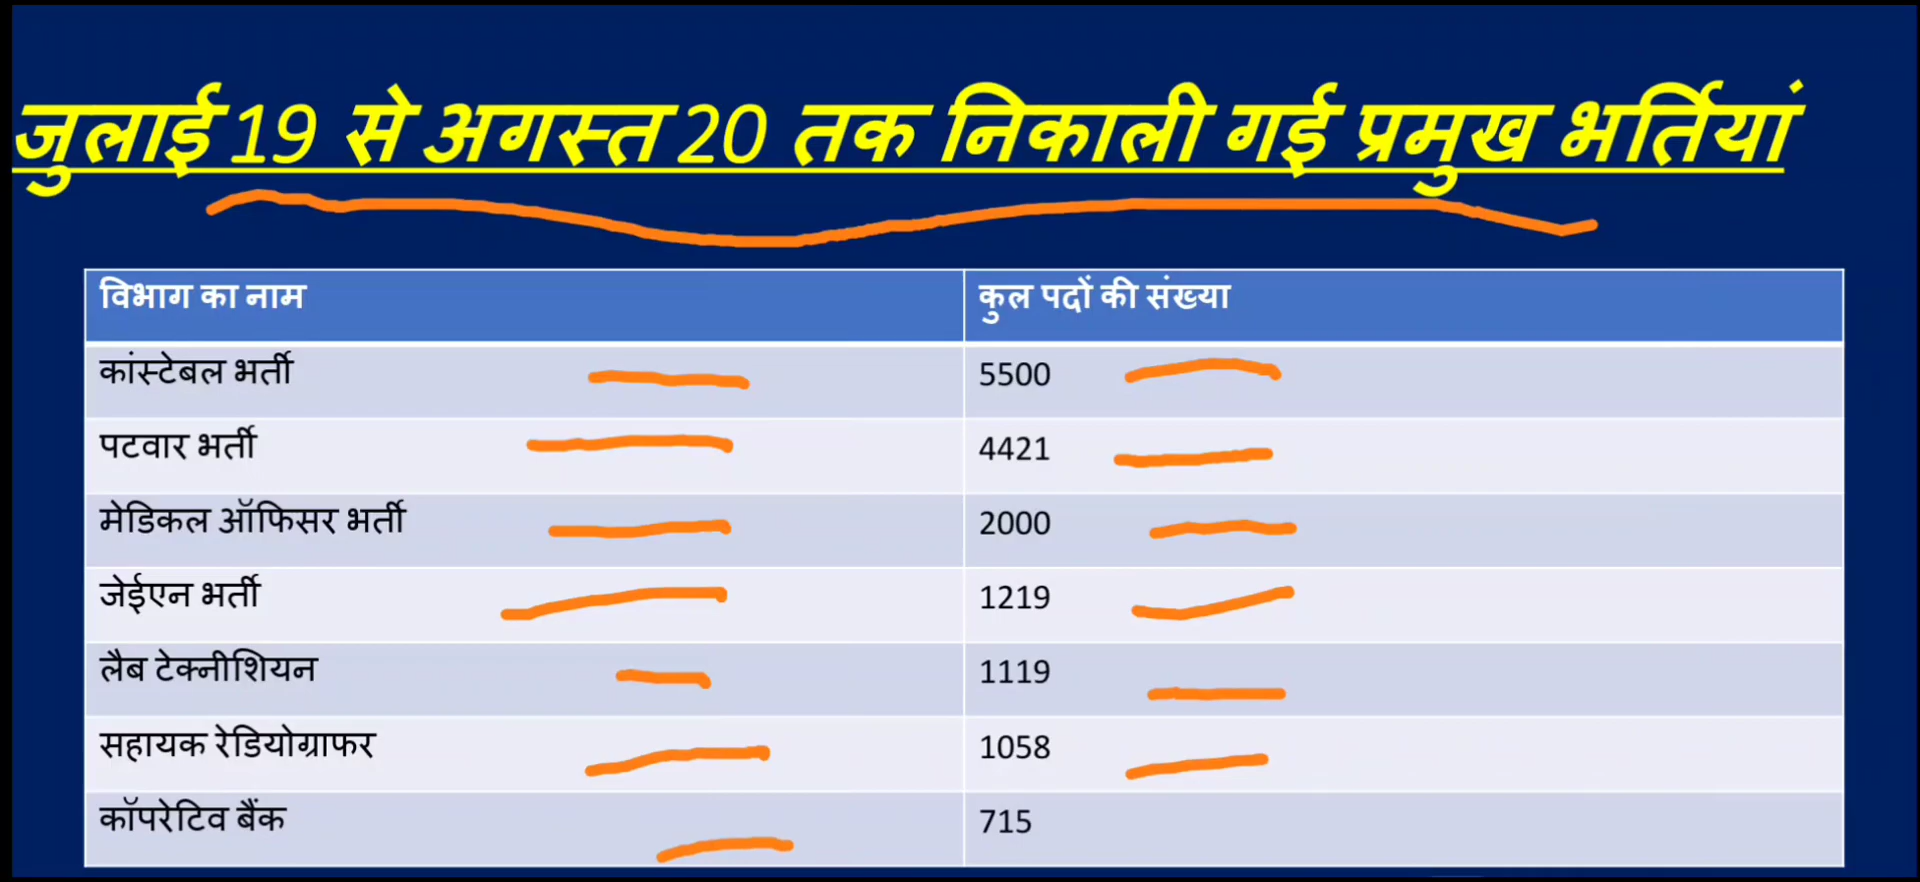 जुलाई 19 से अगस्त 20 तक निकाली गई प्रमुख भर्तियां
विभाग का नाम कुल पदों की संख्या
कांस्टेबल भर्ती 5500
पटवार भर्ती 4421
मेडिकल ऑफिसर भर्ती 2000
जेईएन भर्ती 1219
लैब टेक्नीशियन 1119
सहायक रेडियोग्राफर 1058
कॉपरेटिव बैंक 715